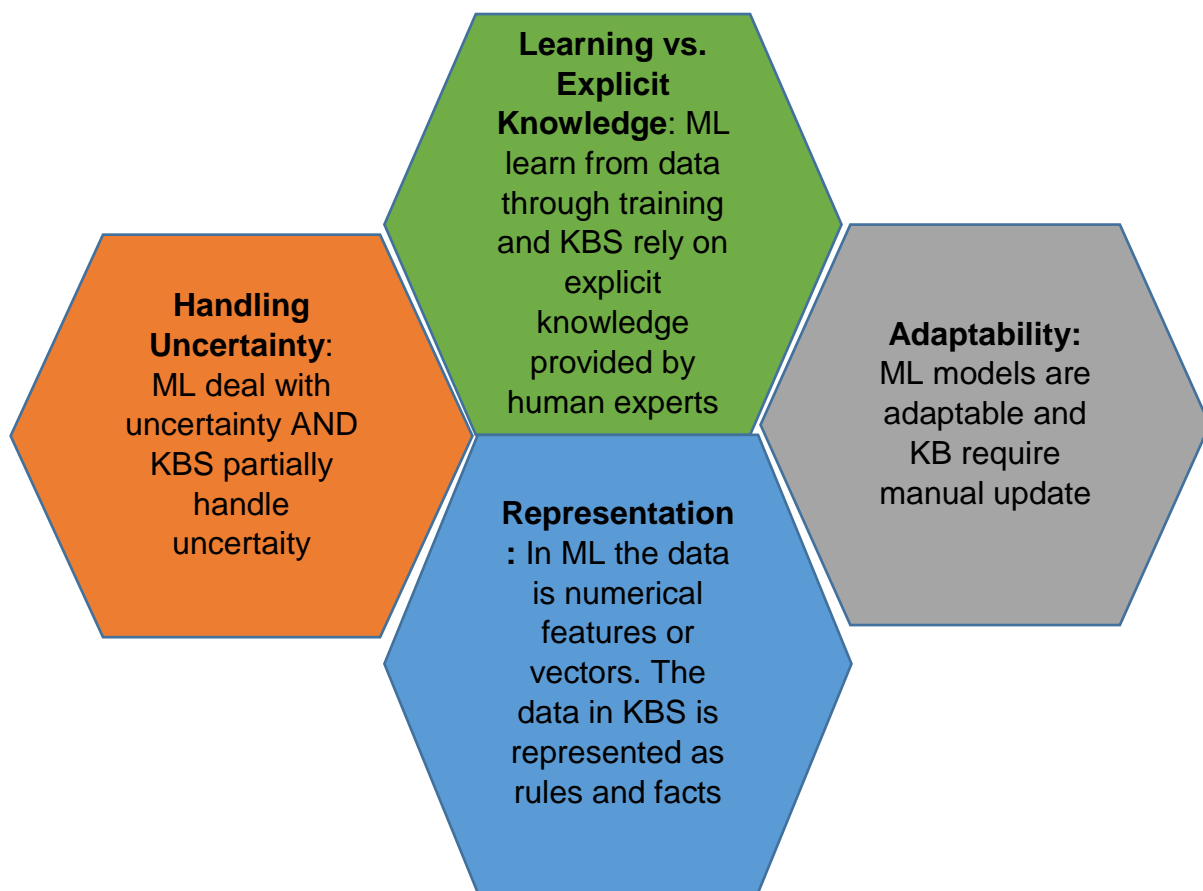 Learning vs.
Explicit
Knowledge: ML
learn from data
through training
and KBS rely on
explicit
knowledge
provided by
human experts
Handling
Uncertainty:
ML deal with
uncertainty AND
KBS partially
handle
uncertaity
Adaptability:
ML models are
adaptable and
KB require
manual update
Representation
: In ML the data
is numerical
features or
vectors. The
data in KBS is
represented as
rules and facts